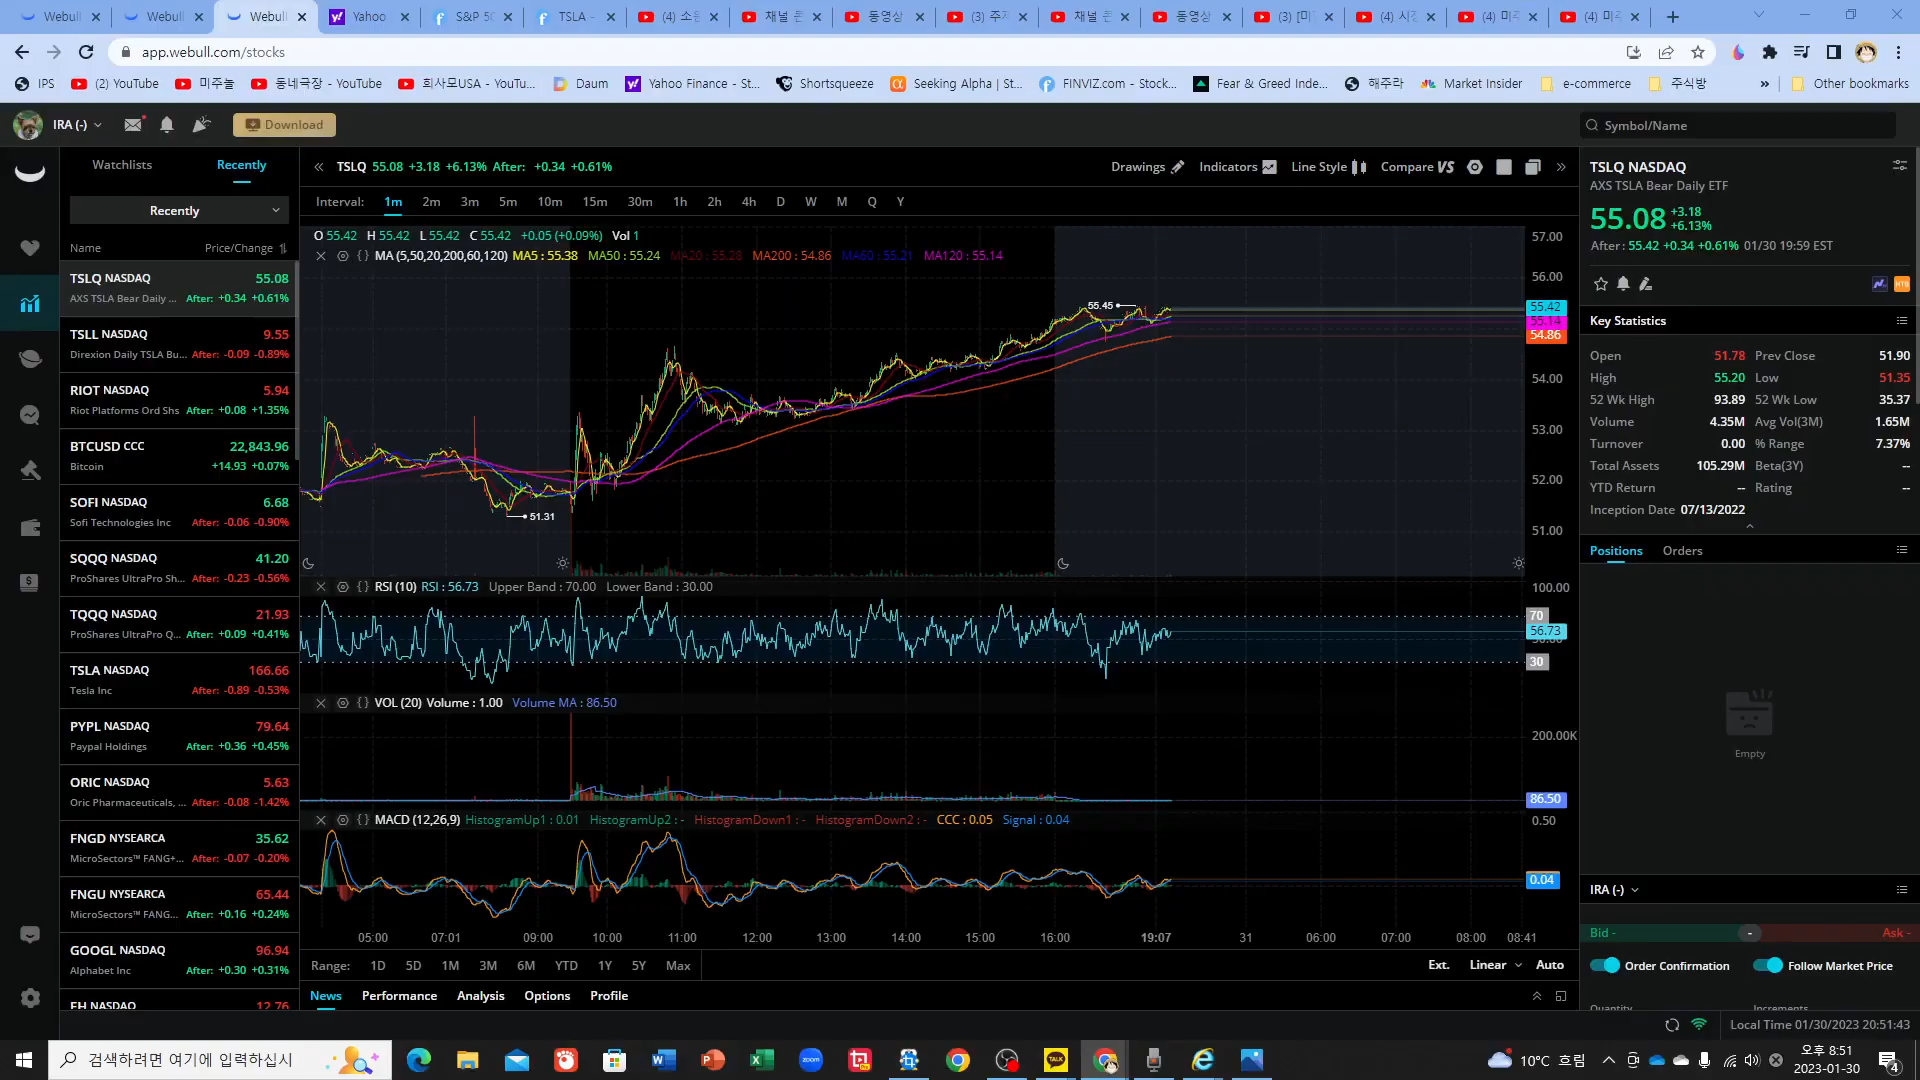 Webull
Webull
Webull
Yahoo
S&P 50
TSLA -
(4) 소음
채널 콘
동영상
(3) 주
채널 콘
동영상
(3) [미
(4) 시
(4) 미
(4) 미
app.webull.com/stocks
IPS
(2) YouTube
미주놀
동네극장 - YouTube
희사모USA - YouTu...
Daum
Yahoo Finance - St...
Shortsqueeze
Seeking Alpha | St...
FINVIZ.com - Stock...
Fear & Greed Inde...
해주라
Market Insider
e-commerce
주식방
»
Other bookmarks
IRA (-)
Download
Symbol/Name
Watchlists
Recently
Recently
Name
Price/Change
TSLQ NASDAQ 55.08
AXS TSLA Bear Daily ... After: +0.34 +0.61%
TSLL NASDAQ 9.55
Direxion Daily TSLA Bu... After: -0.09 -0.89%
RIOT NASDAQ 5.94
Riot Platforms Ord Shs After: +0.08 +1.35%
BTCUSD CCC 22,843.96
Bitcoin +14.93 +0.07%
SOFI NASDAQ 6.68
Sofi Technologies Inc After: -0.06 -0.90%
SQQQ NASDAQ 41.20
ProShares UltraPro Sh... After: -0.23 -0.56%
TQQQ NASDAQ 21.93
ProShares UltraPro Q... After: +0.09 +0.41%
TSLA NASDAQ 166.66
Tesla Inc After: -0.89 -0.53%
PYPL NASDAQ 79.64
Paypal Holdings After: +0.36 +0.45%
ORIC NASDAQ 5.63
Oric Pharmaceuticals, ... After: -0.08 -1.42%
FNGD NYSEARCA 35.62
MicroSectors™ FANG+... After: -0.07 -0.20%
FNGU NYSEARCA 65.44
MicroSectors™ FANG... After: +0.16 +0.24%
GOOGL NASDAQ 96.94
Alphabet Inc After: +0.30 +0.31%
FH NASDAQ 12.76
TSLQ 55.08 +3.18 +6.13% After: +0.34 +0.61%
Drawings
Indicators
Line Style
Compare VS
Interval: 1m 2m 3m 5m 10m 15m 30m 1h 2h 4h D W M Q Y
O 55.42 H 55.42 L 55.42 C 55.42 +0.05 (+0.09%) Vol 1
MA (5,50,20,200,60,120) MA5 : 55.38 MA50 : 55.24 MA20 : 55.28 MA200 : 54.86 MA60 : 55.21 MA120 : 55.14
57.00
56.00
55.42
55.14
54.86
54.00
53.00
52.00
51.00
55.45
51.31
RSI (10) RSI : 56.73 Upper Band : 70.00 Lower Band : 30.00
100.00
70
56.73
30
VOL (20) Volume : 1.00 Volume MA : 86.50
200.00K
86.50
MACD (12,26,9) HistogramUp1 : 0.01 HistogramUp2 : - HistogramDown1 : - HistogramDown2 : - CCC : 0.05 Signal : 0.04
0.50
0.04
05:00 07:01 09:00 10:00 11:00 12:00 13:00 14:00 15:00 16:00 19:07 31 06:00 07:00 08:00 08:41
Range: 1D 5D 1M 3M 6M YTD 1Y 5Y Max
Ext. Linear Auto
News Performance Analysis Options Profile
TSLQ NASDAQ
AXS TSLA Bear Daily ETF
55.08 +3.18
+6.13%
After : 55.42 +0.34 +0.61% 01/30 19:59 EST
Key Statistics
Open 51.78 Prev Close 51.90
High 55.20 Low 51.35
52 Wk High 93.89 52 Wk Low 35.37
Volume 4.35M Avg Vol(3M) 1.65M
Turnover 0.00 % Range 7.37%
Total Assets 105.29M Beta(3Y) --
YTD Return -- Rating --
Inception Date 07/13/2022
Positions Orders
Empty
IRA (-)
Bid - - Ask -
Order Confirmation
Follow Market Price
Quantity
Increments
Local Time 01/30/2023 20:51:43
검색하려면 여기에 입력하십시
zoom
TALK
10°C 흐림
오후 8:51
2023-01-30
4